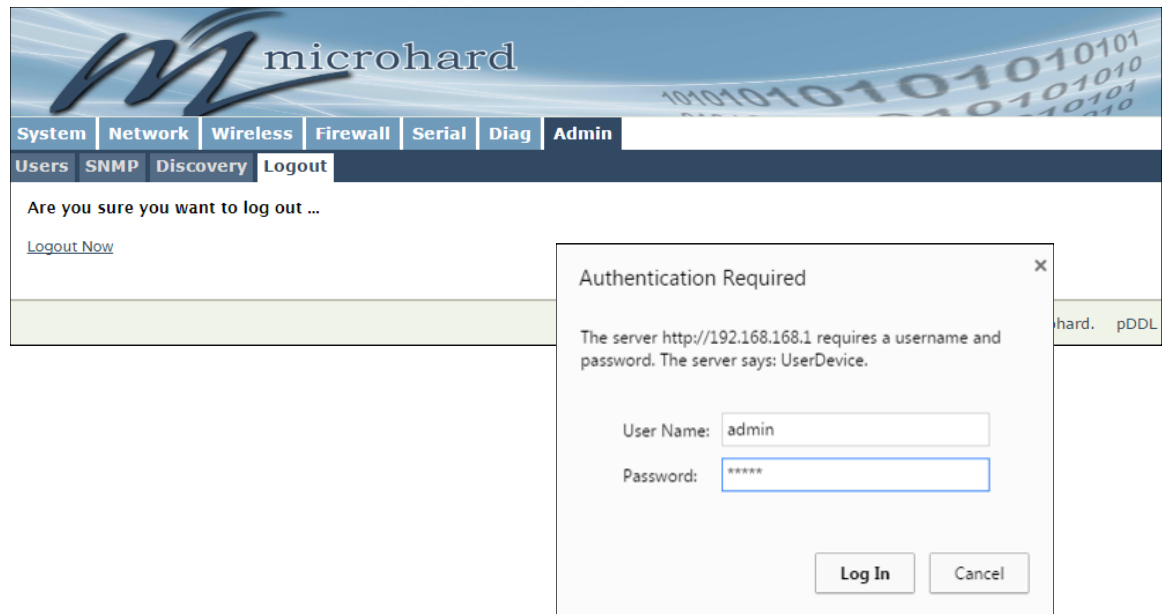 microhard
101010101010101
01010101010101
System Network Wireless Firewall Serial Diag Admin
Users SNMP Discovery Logout
Are you sure you want to log out ...
Logout Now
hard. pDDL
Authentication Required ×
The server http://192.168.168.1 requires a username and
password. The server says: UserDevice.
User Name: admin
Password: *****
Log In Cancel